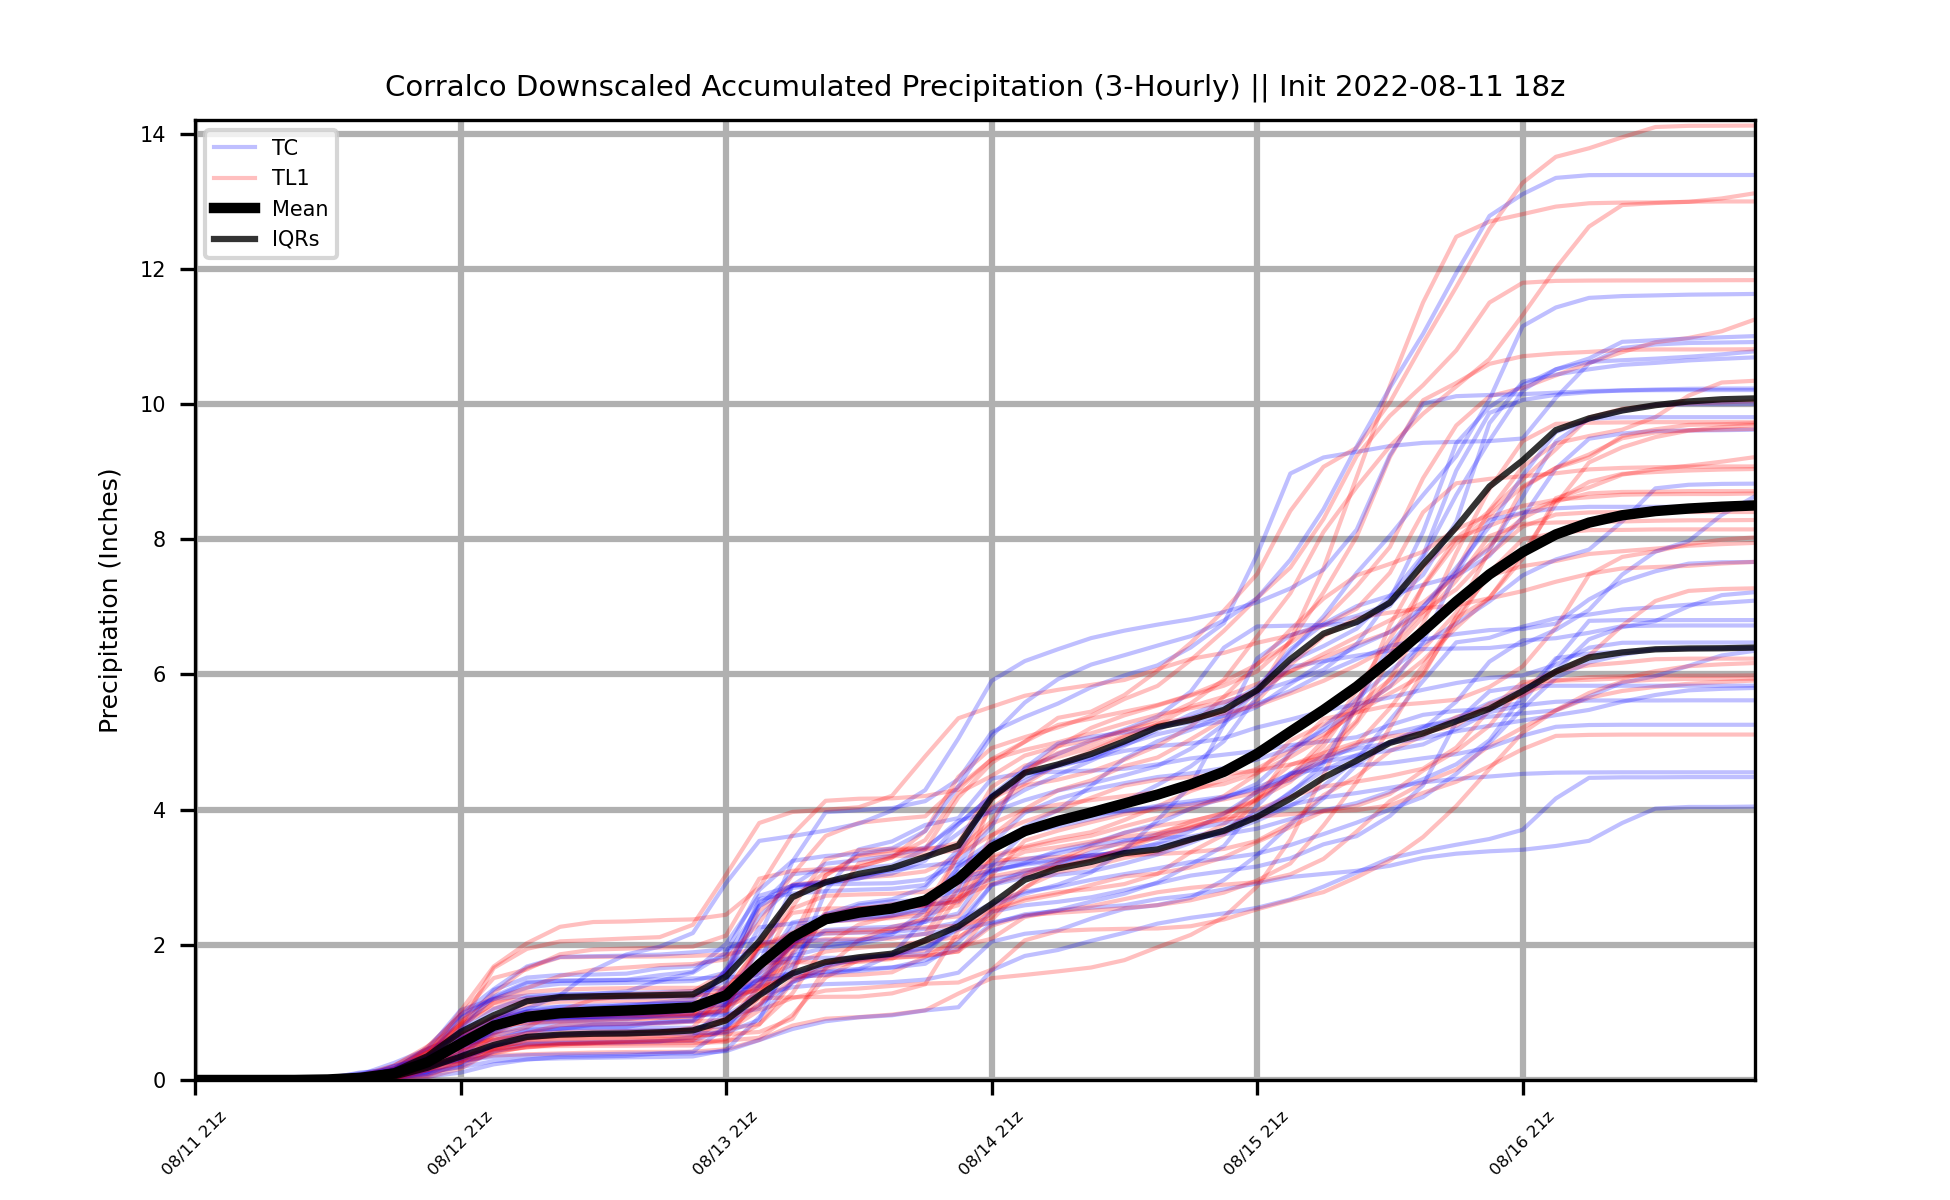 Corralco Downscaled Accumulated Precipitation (3-Hourly) || Init 2022-08-11 18z
TC
TL1
Mean
IQRs
Precipitation (Inches)
14
12
10
8
6
4
2
0
08/11 21z
08/12 21z
08/13 21z
08/14 21z
08/15 21z
08/16 21z